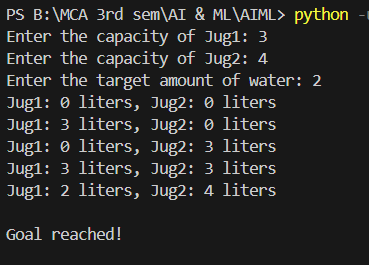 PS B:\MCA 3rd sem\AI & ML\AIML> python -
Enter the capacity of Jug1: 3
Enter the capacity of Jug2: 4
Enter the target amount of water: 2
Jug1: 0 liters, Jug2: 0 liters
Jug1: 3 liters, Jug2: 0 liters
Jug1: 0 liters, Jug2: 3 liters
Jug1: 3 liters, Jug2: 3 liters
Jug1: 2 liters, Jug2: 4 liters
Goal reached!